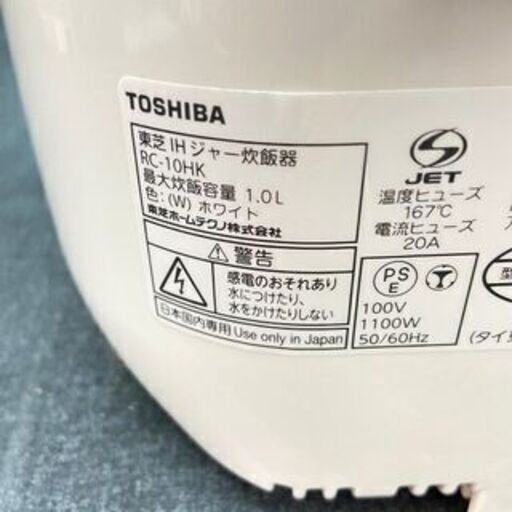 TOSHIBA
東芝IHジャー炊飯器
RC-10HK
最大炊飯容量 1.0L
色:(W) ホワイト
東芝ホームテクノ株式会社
警告
感電のおそれあり
水につけたり、
水をかけたりしない
日本国内専用 Use only in Japan
S
JET
温度ヒューズ
167℃
電流ヒューズ
20A
PS
E
100V
1100W
50/60Hz
型
(タイ